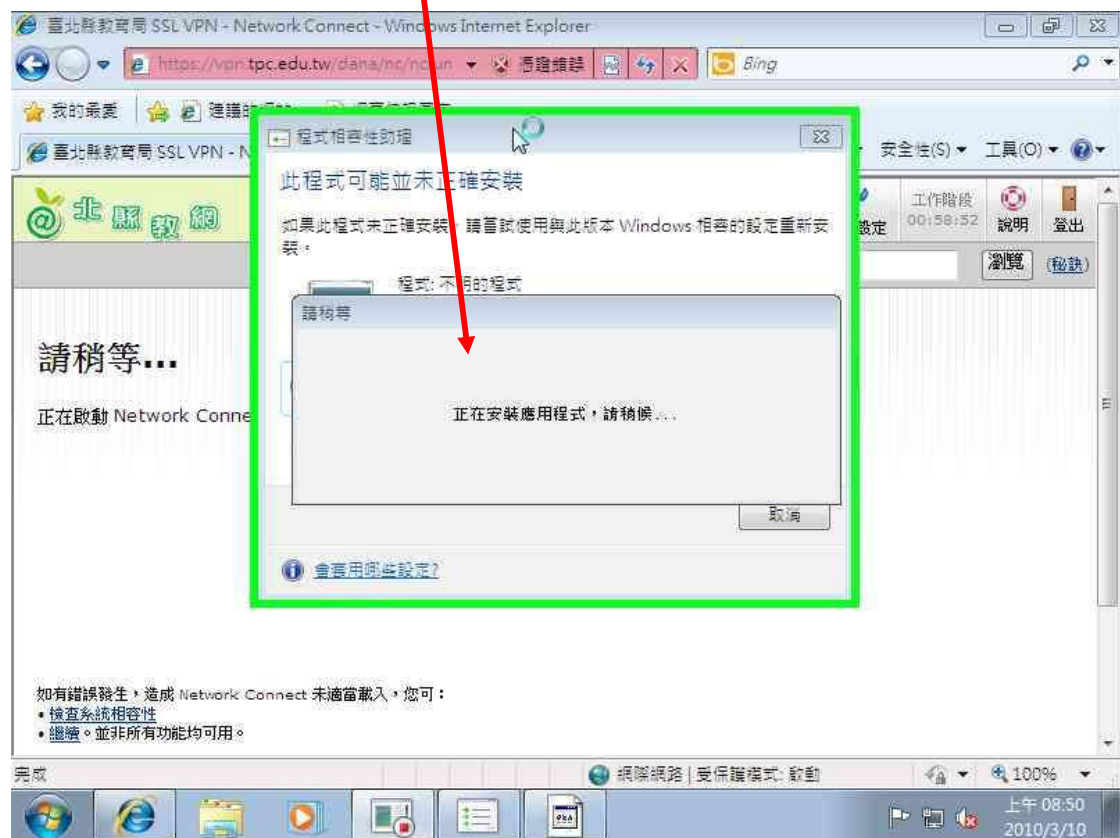 臺北縣教育局 SSL VPN - Network Connect - Windows Internet Explorer
https://vpn.tpc.edu.tw/dana/nc/nc
憑證錯誤
Bing
我的最愛
臺北縣教育局 SSL VPN - N
安全性(S)
工具(O)
程式相容性助理
此程式可能並未正確安裝
如果此程式未正確安裝，請嘗試使用與此版本 Windows 相容的設定重新安
裝。
程式: 不明的程式
北縣教網
設定
工作階段
00:58:52
說明
登出
瀏覽
(秘訣)
請稍等
正在安裝應用程式，請稍候...
請稍等...
正在啟動 Network Conne
取消
會套用哪些設定?
如有錯誤發生，造成 Network Connect 未適當載入，您可：
• 檢查系統相容性
• 繼續。並非所有功能均可用。
完成
網際網路 | 受保護模式: 啟動
100%
上午 08:50
2010/3/10